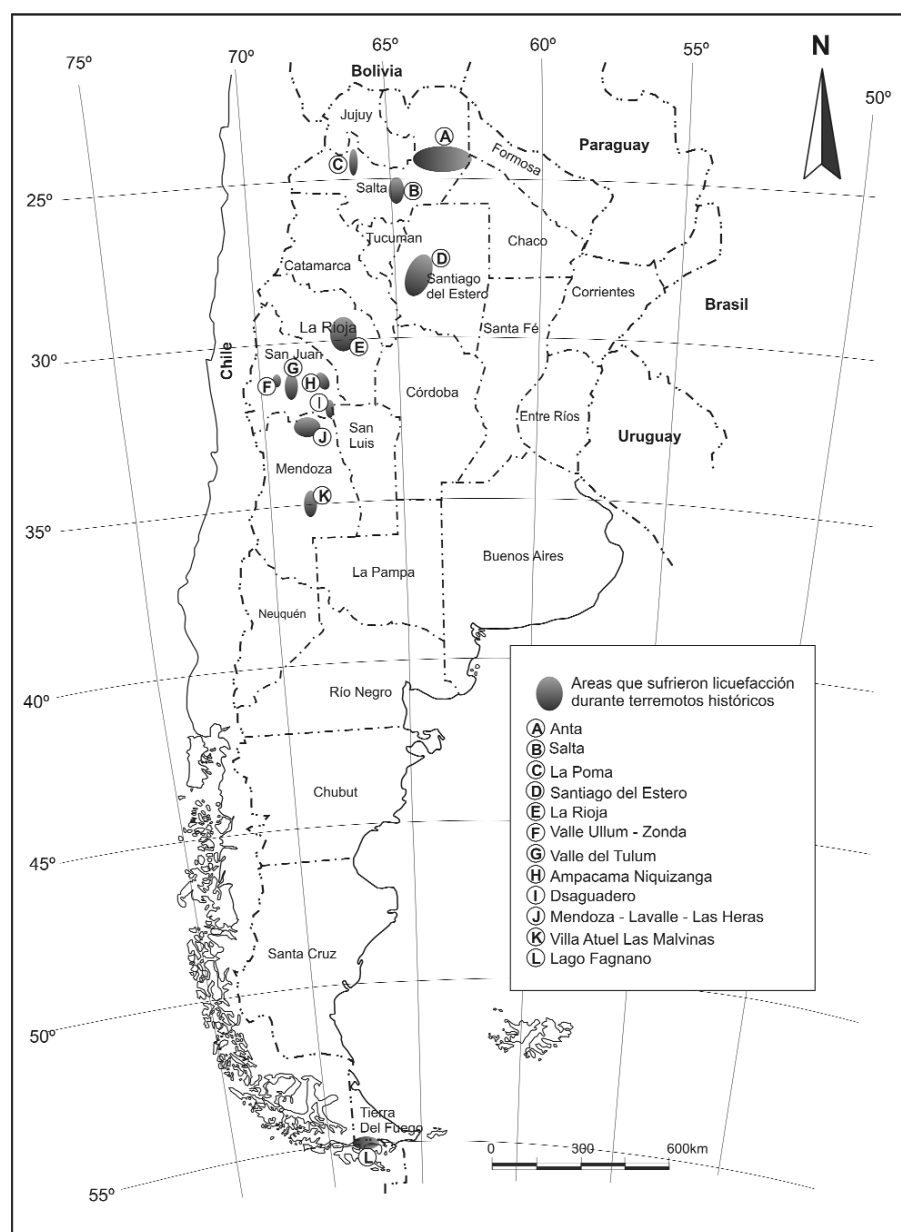 75º
70º
65º
60º
55º
50º
N
Bolivia
Jujuy
A
Paraguay
Formosa
C
25º
Salta
B
Tucuman
Chaco
D
Catamarca
Santiago
del Estero
Corrientes
Brasil
La Rioja
Santa Fé
Chile
E
30º
San Juan
G
F
H
Córdoba
I
Entre Ríos
San
Luis
J
Uruguay
Mendoza
K
35º
Buenos Aires
La Pampa
Neuquén
40º
Río Negro
Areas que sufrieron licuefacción
durante terremotos históricos
A Anta
B Salta
C La Poma
D Santiago del Estero
E La Rioja
F Valle Ullum - Zonda
G Valle del Tulum
H Ampacama Niquizanga
I Dsaguadero
J Mendoza - Lavalle - Las Heras
K Villa Atuel Las Malvinas
L Lago Fagnano
Chubut
45º
Santa Cruz
50º
Tierra
Del Fuego
L
0 300 600km
55º